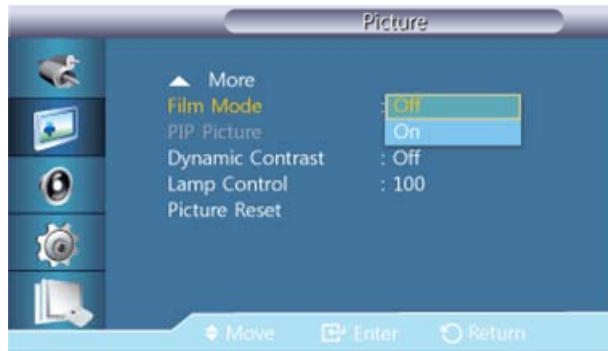 Picture
▲ More
Film Mode : Off
PIP Picture On
Dynamic Contrast : Off
Lamp Control : 100
Picture Reset
Move Enter Return